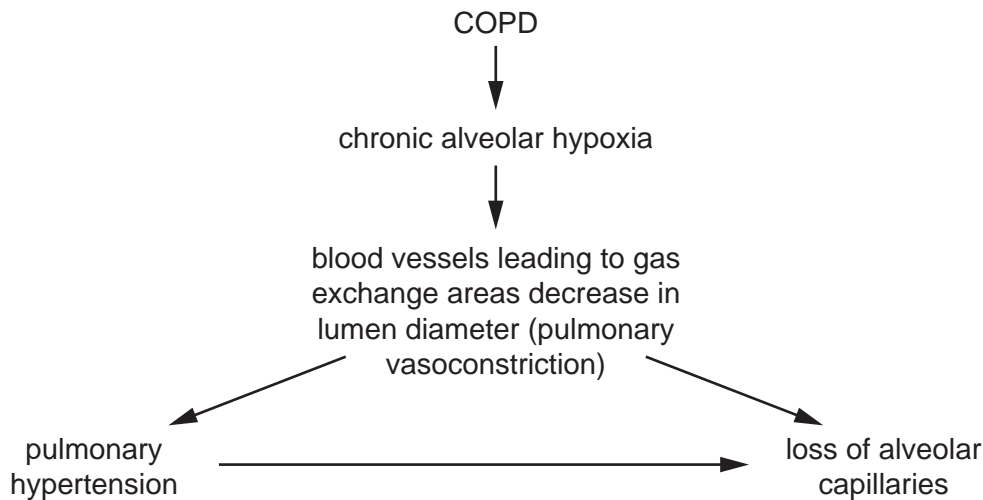 COPD
chronic alveolar hypoxia
blood vessels leading to gas
exchange areas decrease in
lumen diameter (pulmonary
vasoconstriction)
pulmonary
hypertension
loss of alveolar
capillaries